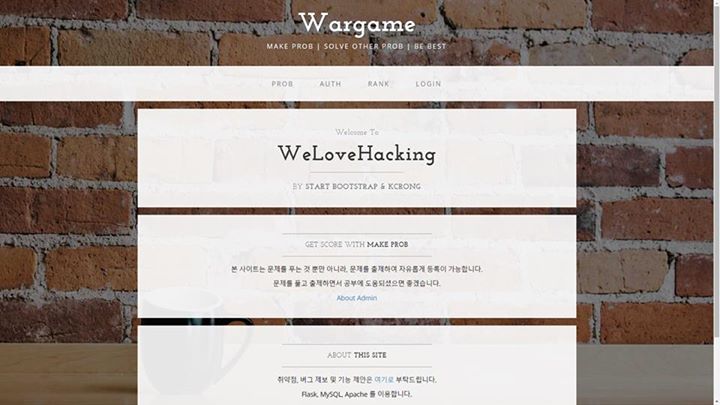 Wargame
MAKE PROB | SOLVE OTHER PROB | BE BEST
PROB AUTH RANK LOGIN
Welcome To
WeLoveHacking
BY START BOOTSTRAP & KCRONG
GET SCORE WITH MAKE PROB
본 사이트는 문제를 푸는 것 뿐만 아니라, 문제를 출제하여 자유롭게 등록이 가능합니다.
문제를 풀고 출제하면서 공부에 도움되셨으면 좋겠습니다.
About Admin
ABOUT THIS SITE
취약점, 버그 제보 및 기능 제안은 여기로 부탁드립니다.
Flask, MySQL, Apache 를 이용합니다.